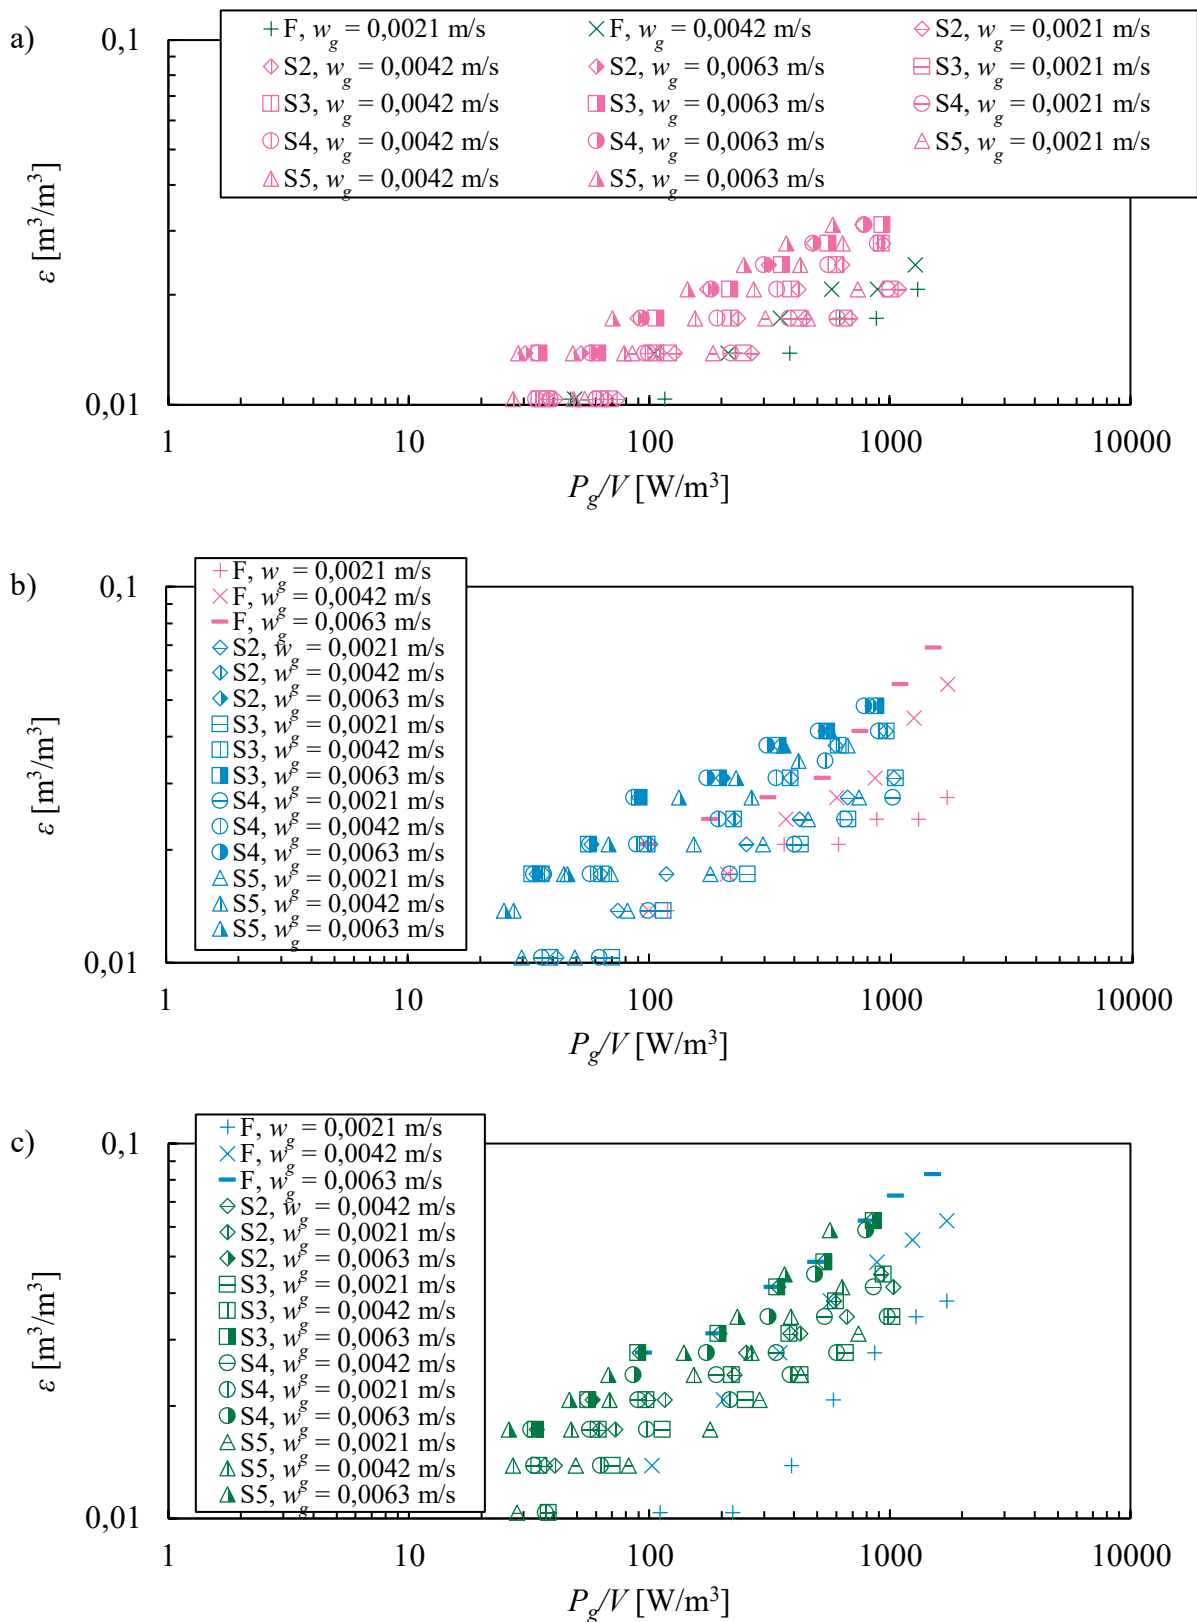 a)
0,1
F, w_g = 0,0021 m/s F, w_g = 0,0042 m/s S2, w_g = 0,0021 m/s
S2, w_g = 0,0042 m/s S2, w_g = 0,0063 m/s S3, w_g = 0,0021 m/s
S3, w_g = 0,0042 m/s S3, w_g = 0,0063 m/s S4, w_g = 0,0021 m/s
S4, w_g = 0,0042 m/s S4, w_g = 0,0063 m/s S5, w_g = 0,0021 m/s
S5, w_g = 0,0042 m/s S5, w_g = 0,0063 m/s
ε [m³/m³]
0,01
1 10 100 1000 10000
P_g/V [W/m³]
b)
0,1
F, w_g = 0,0021 m/s
F, w_g = 0,0042 m/s
F, w_g = 0,0063 m/s
S2, w_g = 0,0021 m/s
S2, w_g = 0,0042 m/s
S2, w_g = 0,0063 m/s
S3, w_g = 0,0021 m/s
S3, w_g = 0,0042 m/s
S3, w_g = 0,0063 m/s
S4, w_g = 0,0021 m/s
S4, w_g = 0,0042 m/s
S4, w_g = 0,0063 m/s
S5, w_g = 0,0021 m/s
S5, w_g = 0,0042 m/s
S5, w_g = 0,0063 m/s
ε [m³/m³]
0,01
1 10 100 1000 10000
P_g/V [W/m³]
c)
0,1
F, w_g = 0,0021 m/s
F, w_g = 0,0042 m/s
F, w_g = 0,0063 m/s
S2, w_g = 0,0042 m/s
S2, w_g = 0,0021 m/s
S2, w_g = 0,0063 m/s
S3, w_g = 0,0021 m/s
S3, w_g = 0,0042 m/s
S3, w_g = 0,0063 m/s
S4, w_g = 0,0042 m/s
S4, w_g = 0,0021 m/s
S4, w_g = 0,0063 m/s
S5, w_g = 0,0021 m/s
S5, w_g = 0,0042 m/s
S5, w_g = 0,0063 m/s
ε [m³/m³]
0,01
1 10 100 1000 10000
P_g/V [W/m³]